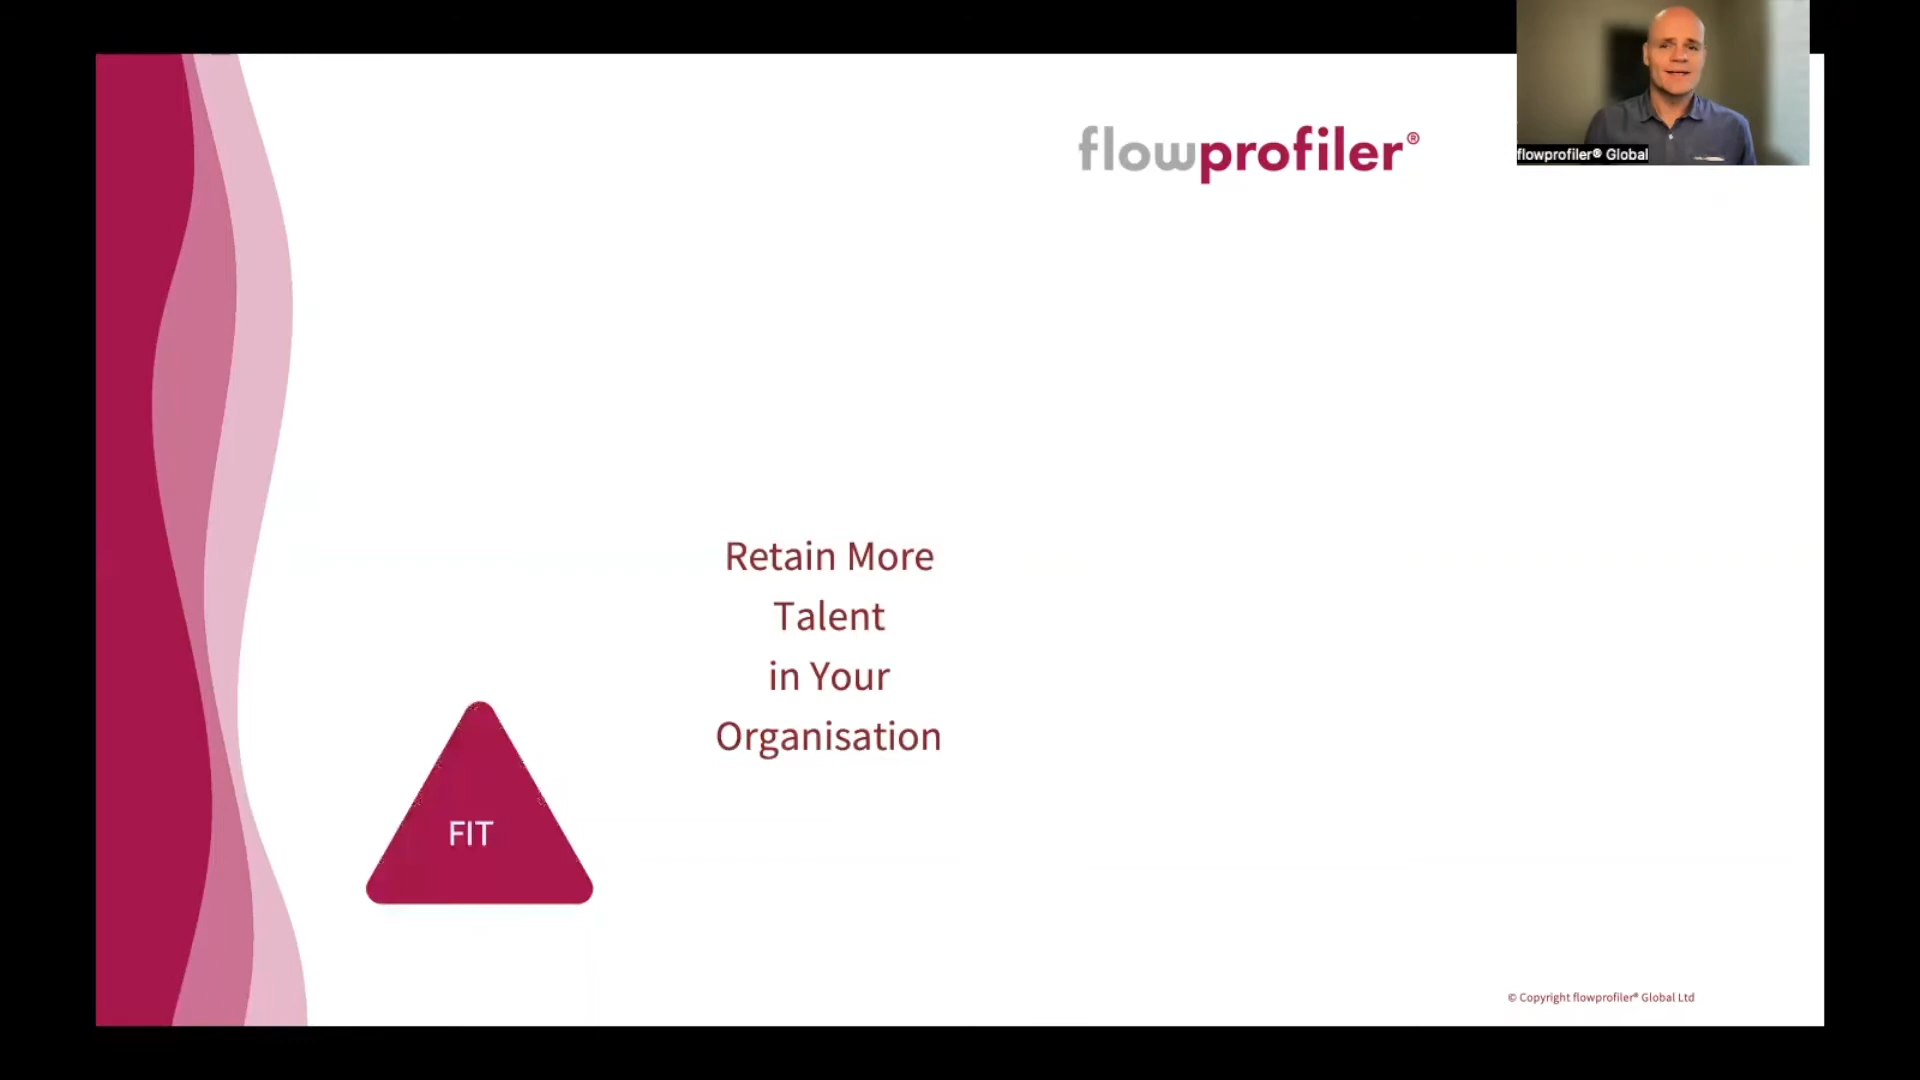 flowprofiler®
flowprofiler® Global
Retain More
Talent
in Your
Organisation
FIT
© Copyright flowprofiler® Global Ltd